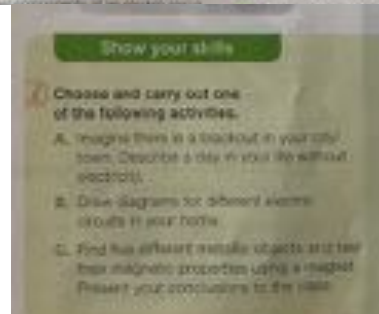 Show your skills
Choose and carry out one
of the following activities.
A. Imagine there is a blackout in your city/
town. Describe a day in your life without
electricity.
B. Draw diagrams for different electric
circuits in your home.
C. Find five different metallic objects and test
their magnetic properties using a magnet.
Present your conclusions to the class.